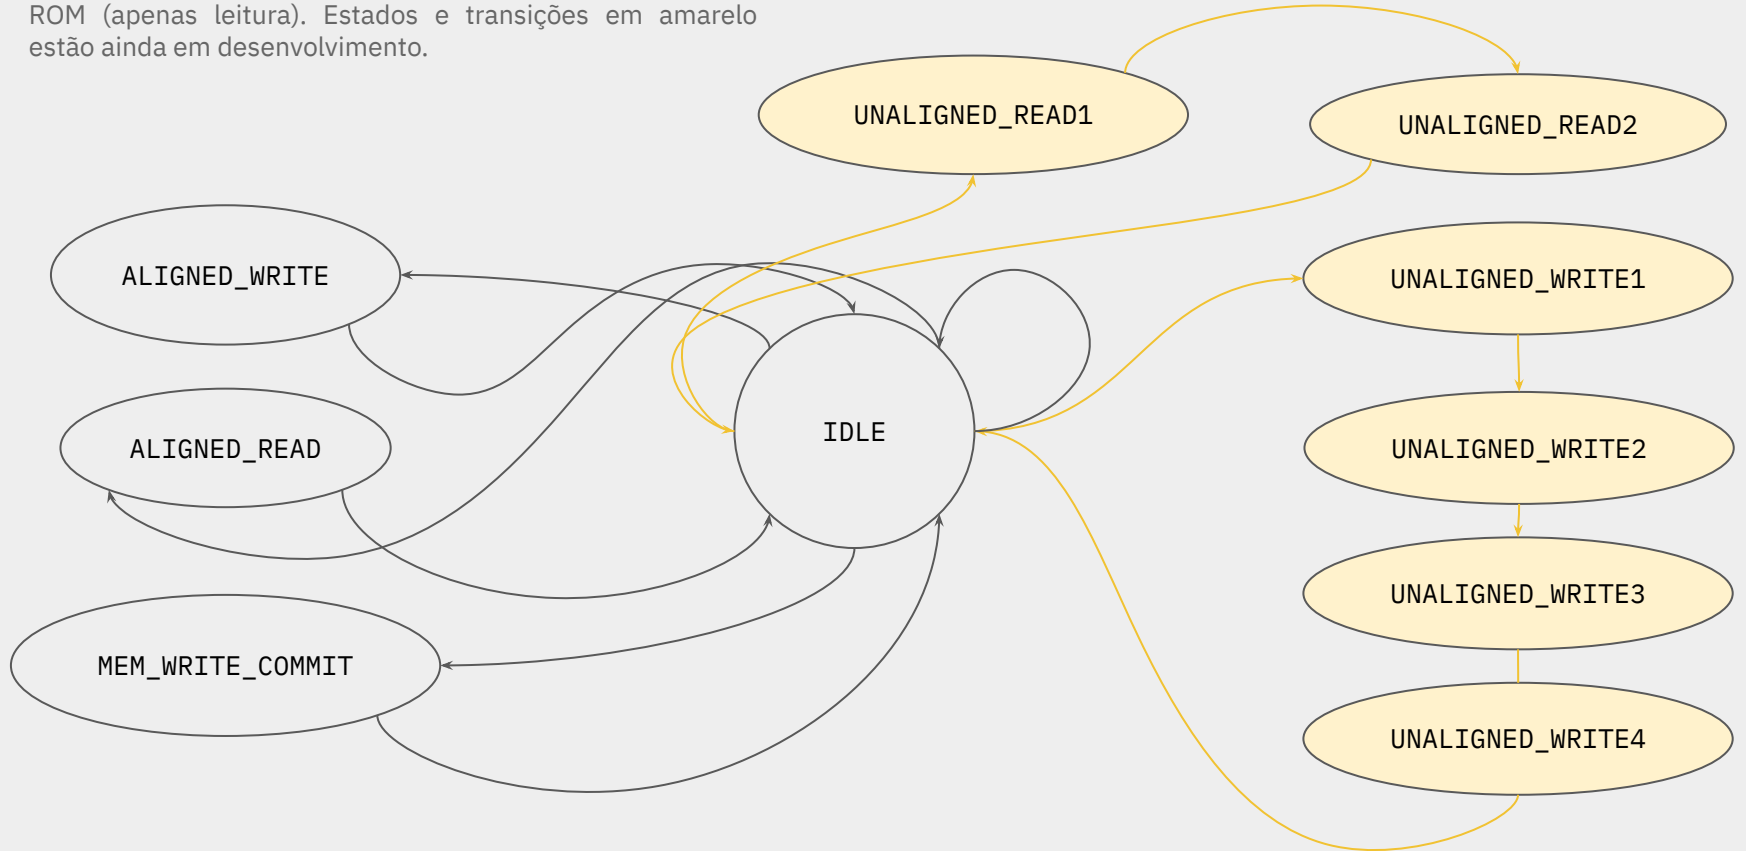 ROM (apenas leitura). Estados e transições em amarelo
estão ainda em desenvolvimento.
UNALIGNED_READ1
UNALIGNED_READ2
ALIGNED_WRITE
UNALIGNED_WRITE1
IDLE
ALIGNED_READ
UNALIGNED_WRITE2
UNALIGNED_WRITE3
MEM_WRITE_COMMIT
UNALIGNED_WRITE4